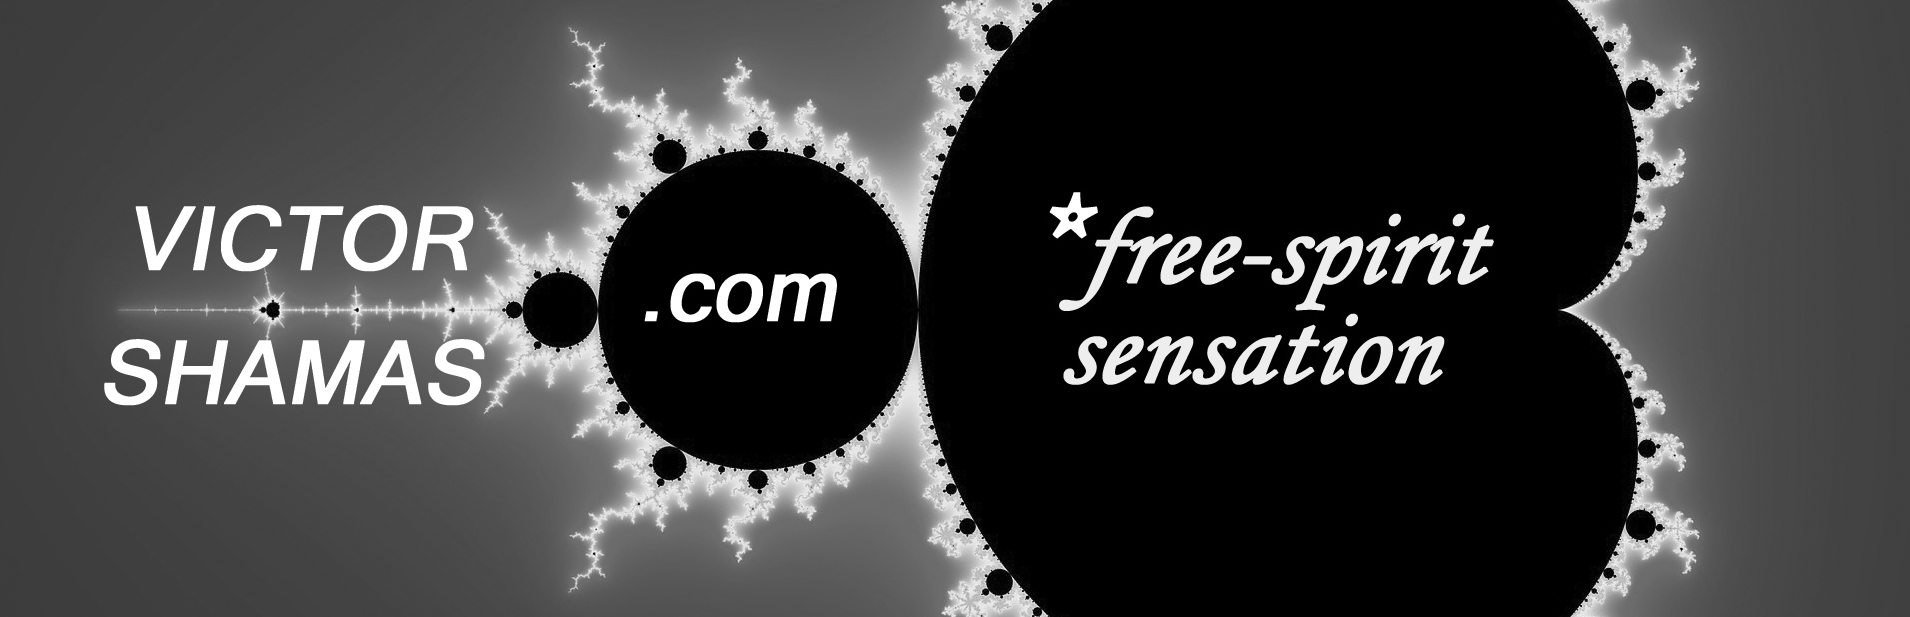 VICTOR
SHAMAS
.com
*free-spirit
sensation